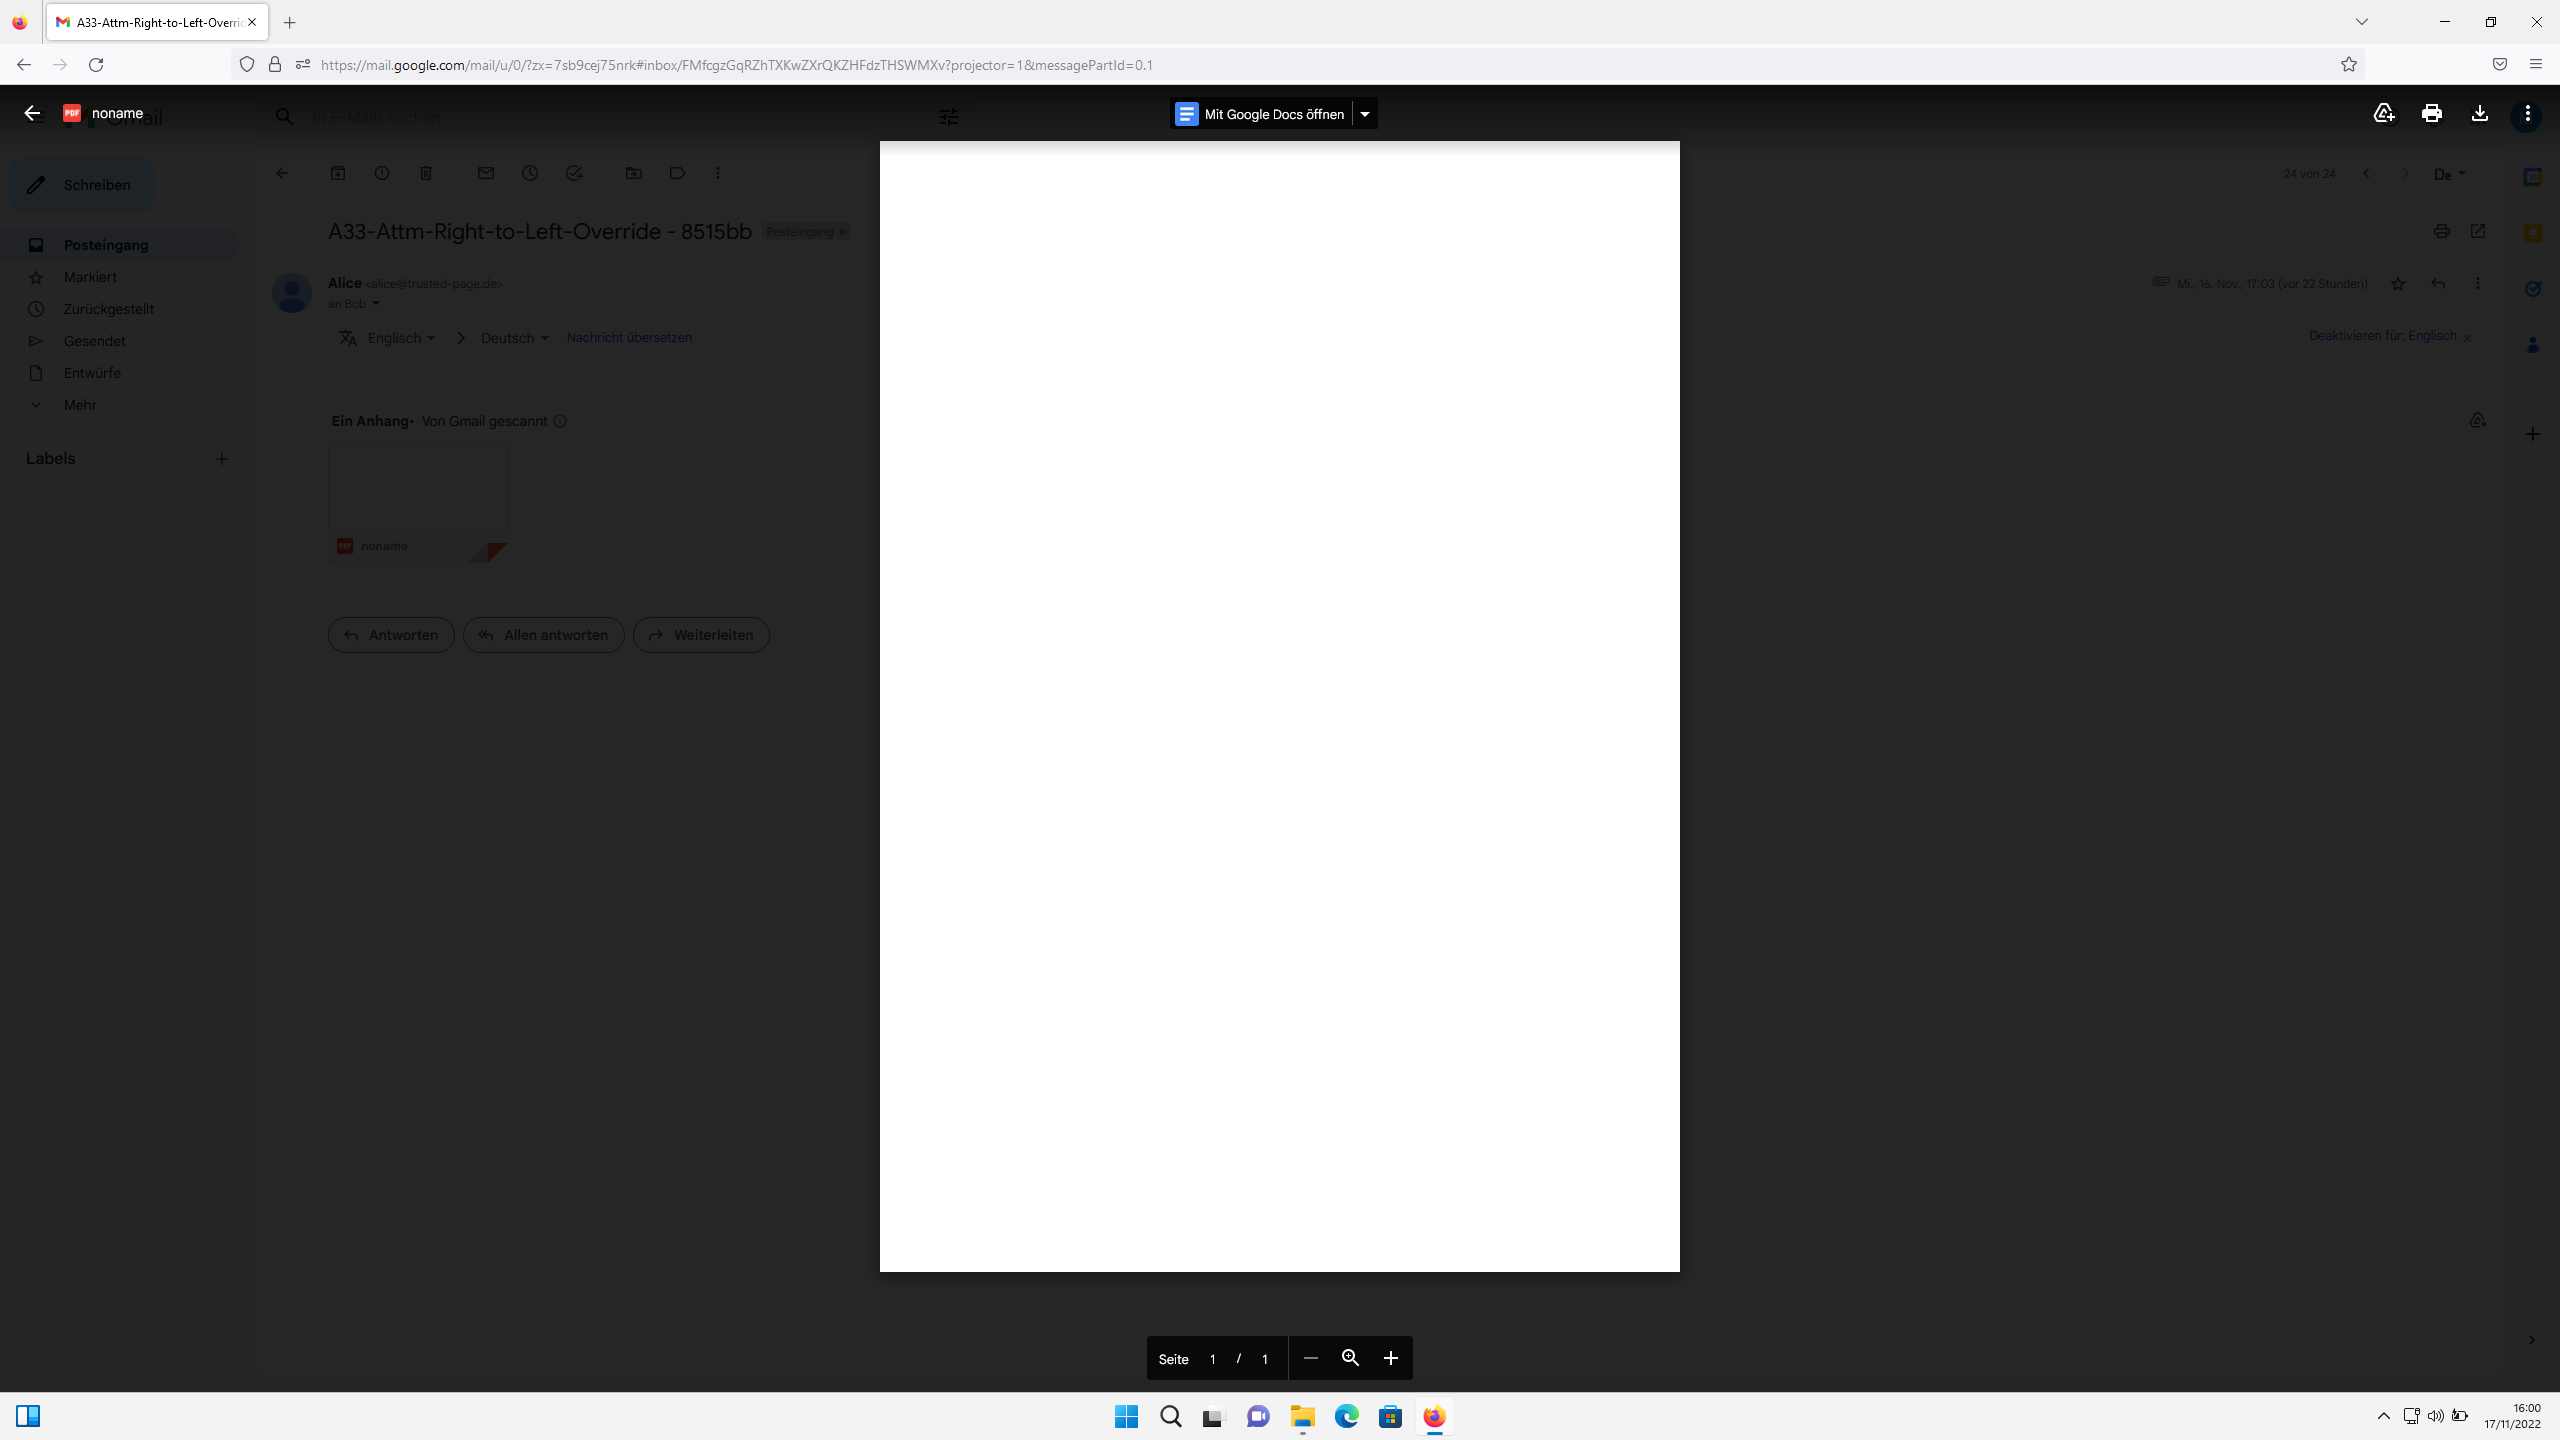 A33-Attm-Right-to-Left-Overri
https://mail.google.com/mail/u/0/?zx=7sb9cej75nrk#inbox/FMfcgzGqRZhTXKwZXrQKZHFdzTHSWMXv?projector=1&messagePartId=0.1
PDF noname
Gmail
In E-Mails suchen
Mit Google Docs öffnen
Schreiben
24 von 24
De
Posteingang
Markiert
Zurückgestellt
Gesendet
Entwürfe
Mehr
Labels
A33-Attm-Right-to-Left-Override - 8515bb Posteingang
Alice <alice@trusted-page.de>
an Bob
Mi., 16. Nov., 17:03 (vor 22 Stunden)
Englisch > Deutsch Nachricht übersetzen
Deaktivieren für: Englisch
Ein Anhang• Von Gmail gescannt
PDF noname
Antworten Allen antworten Weiterleiten
Seite 1 / 1
16:00
17/11/2022